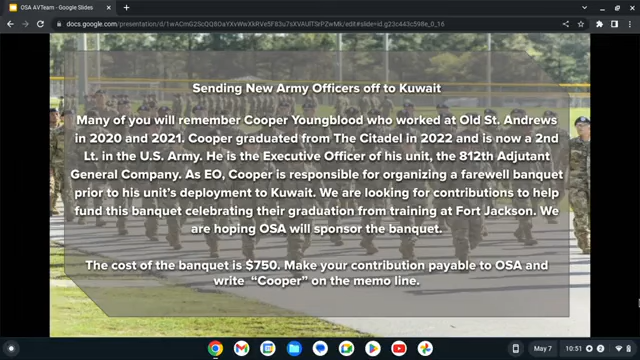 OSA AVTeam - Google Slides
docs.google.com/presentation/d/1wACmG2ScQQ8DaYXvWwXkRVe5F83u7sXVAUlTSrPZwMk/edit#slide=id.g23c443c598e_0_16
Sending New Army Officers off to Kuwait
Many of you will remember Cooper Youngblood who worked at Old St. Andrews
in 2020 and 2021. Cooper graduated from The Citadel in 2022 and is now a 2nd
Lt. in the U.S. Army. He is the Executive Officer of his unit, the 812th Adjutant
General Company. As EO, Cooper is responsible for organizing a farewell banquet
prior to his unit's deployment to Kuwait. We are looking for contributions to help
fund this banquet celebrating their graduation from training at Fort Jackson. We
are hoping OSA will sponsor the banquet.
The cost of the banquet is $750. Make your contribution payable to OSA and
write “Cooper” on the memo line.
May 7
10:51